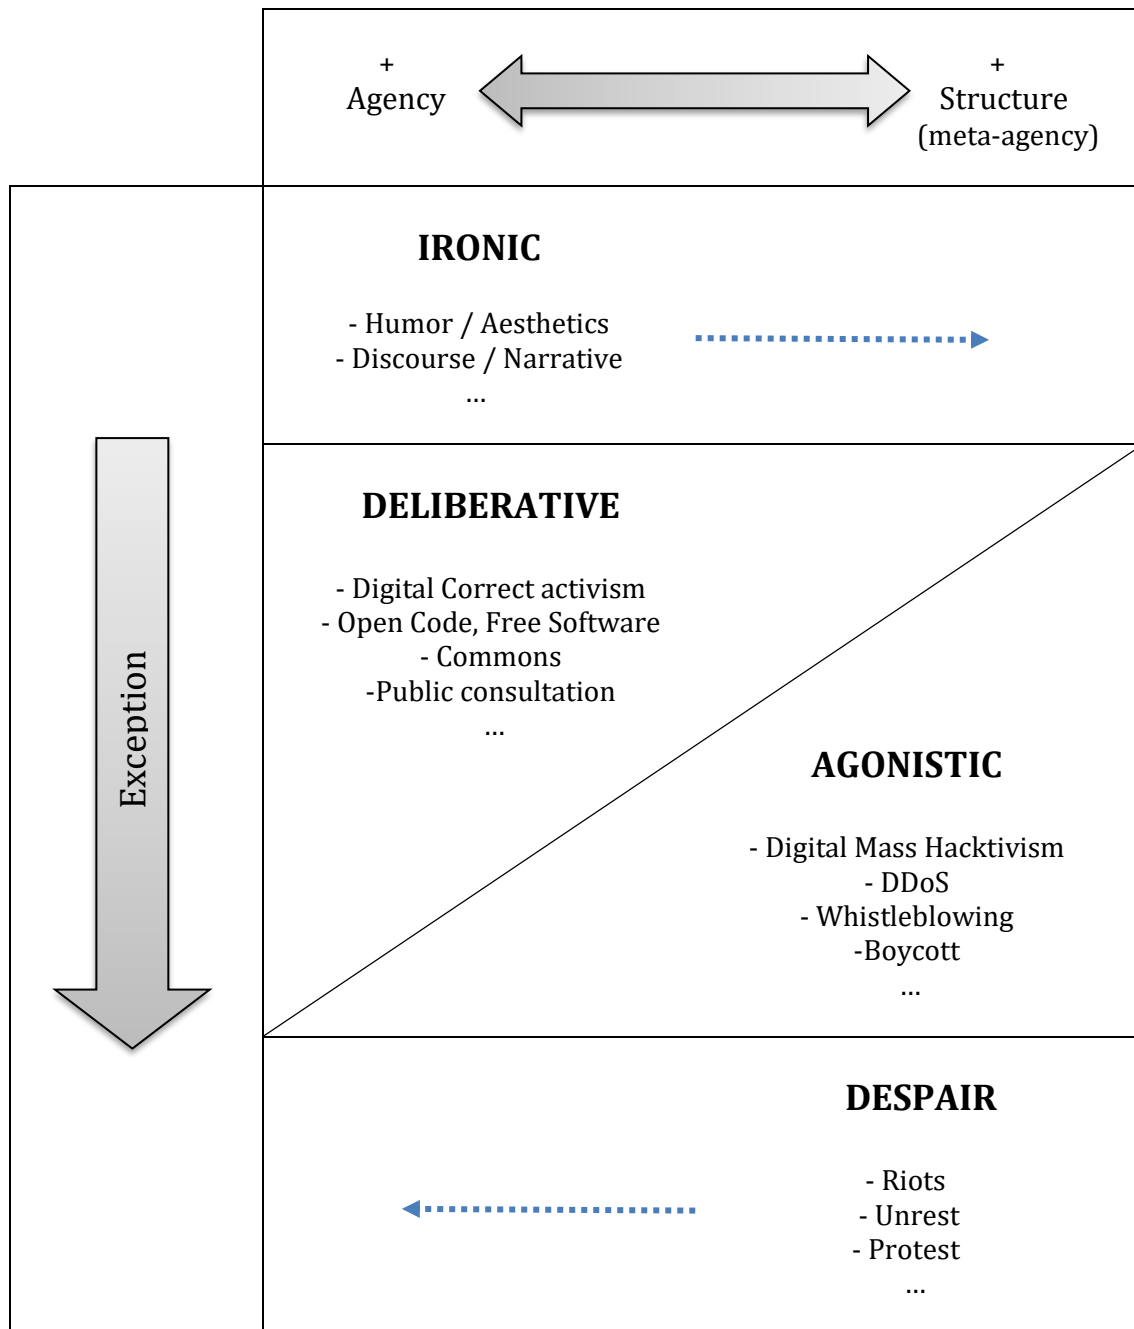 +
Agency
+
Structure
(meta-agency)
IRONIC
- Humor / Aesthetics
- Discourse / Narrative
...
Exception
DELIBERATIVE
- Digital Correct activism
- Open Code, Free Software
- Commons
-Public consultation
...
AGONISTIC
- Digital Mass Hacktivism
- DDoS
- Whistleblowing
-Boycott
...
DESPAIR
- Riots
- Unrest
- Protest
...